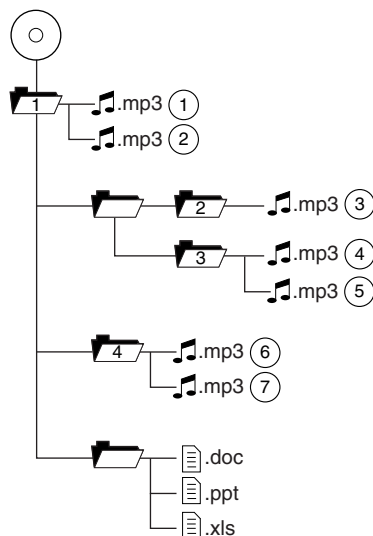 1 .mp3 1
.mp3 2
2 .mp3 3
3 .mp3 4
.mp3 5
4 .mp3 6
.mp3 7
.doc
.ppt
.xls